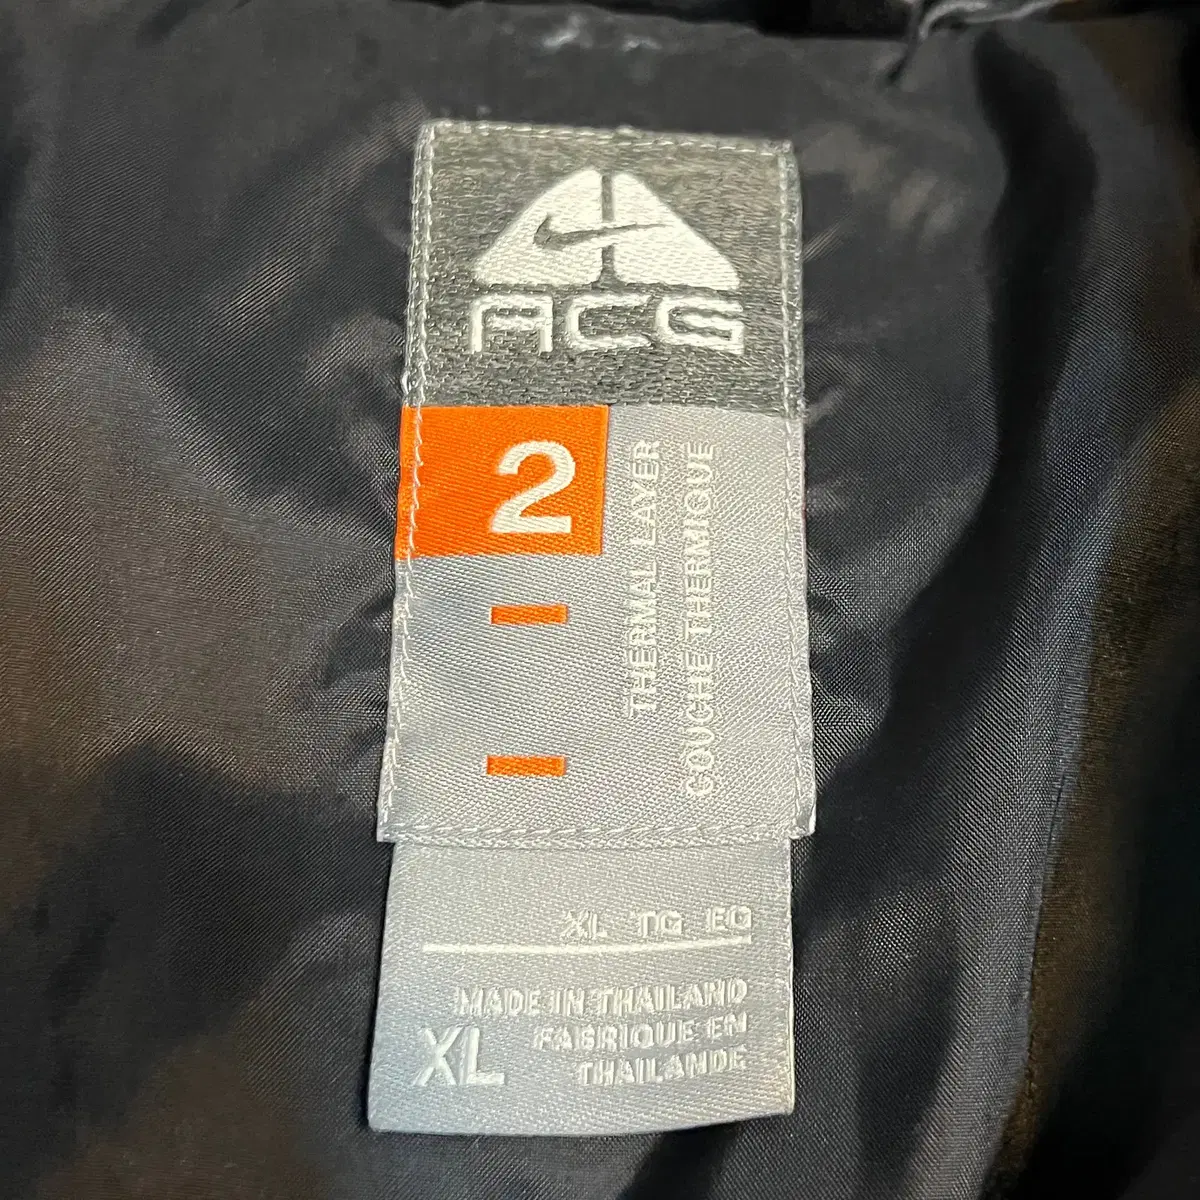 ACG
2
THERMAL LAYER
COUCHE THERMIQUE
XL TG EG
MADE IN THAILAND
XL
FABRIQUE EN
THAILANDE